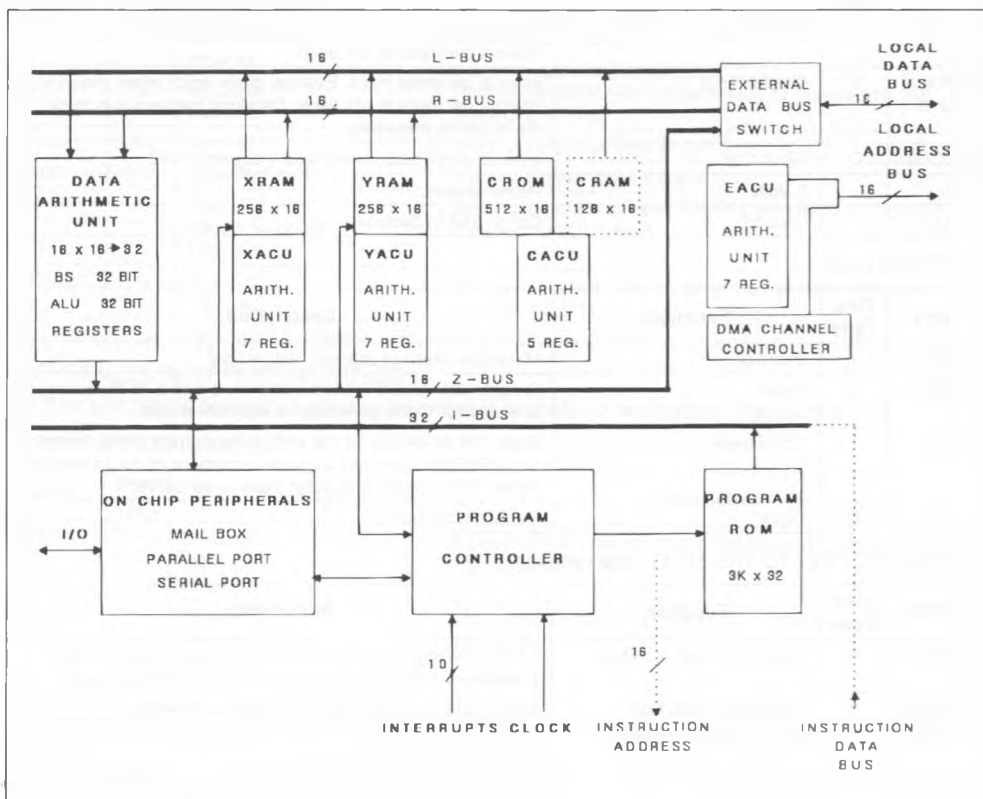 16 L-BUS
16 R-BUS
EXTERNAL
DATA BUS
SWITCH
LOCAL
DATA
BUS
16
LOCAL
ADDRESS
BUS
16
DATA
ARITHMETIC
UNIT
16 x 16 → 32
BS 32 BIT
ALU 32 BIT
REGISTERS
XRAM
256 x 16
XACU
ARITH.
UNIT
7 REG.
YRAM
256 x 16
YACU
ARITH.
UNIT
7 REG.
CROM
512 x 16
CRAM
128 x 16
CACU
ARITH.
UNIT
5 REG.
EACU
ARITH.
UNIT
7 REG.
DMA CHANNEL
CONTROLLER
16 Z-BUS
32 I-BUS
I/O
ON CHIP PERIPHERALS
MAIL BOX
PARALLEL PORT
SERIAL PORT
PROGRAM
CONTROLLER
PROGRAM
ROM
3K x 32
10
16
INTERRUPTS CLOCK
INSTRUCTION
ADDRESS
INSTRUCTION
DATA
BUS